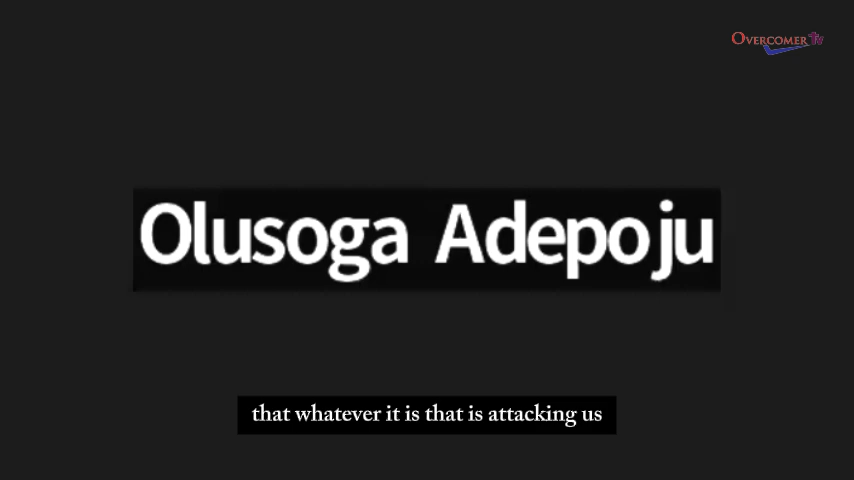 OVERCOMER TV
Olusoga Adepoju
that whatever it is that is attacking us